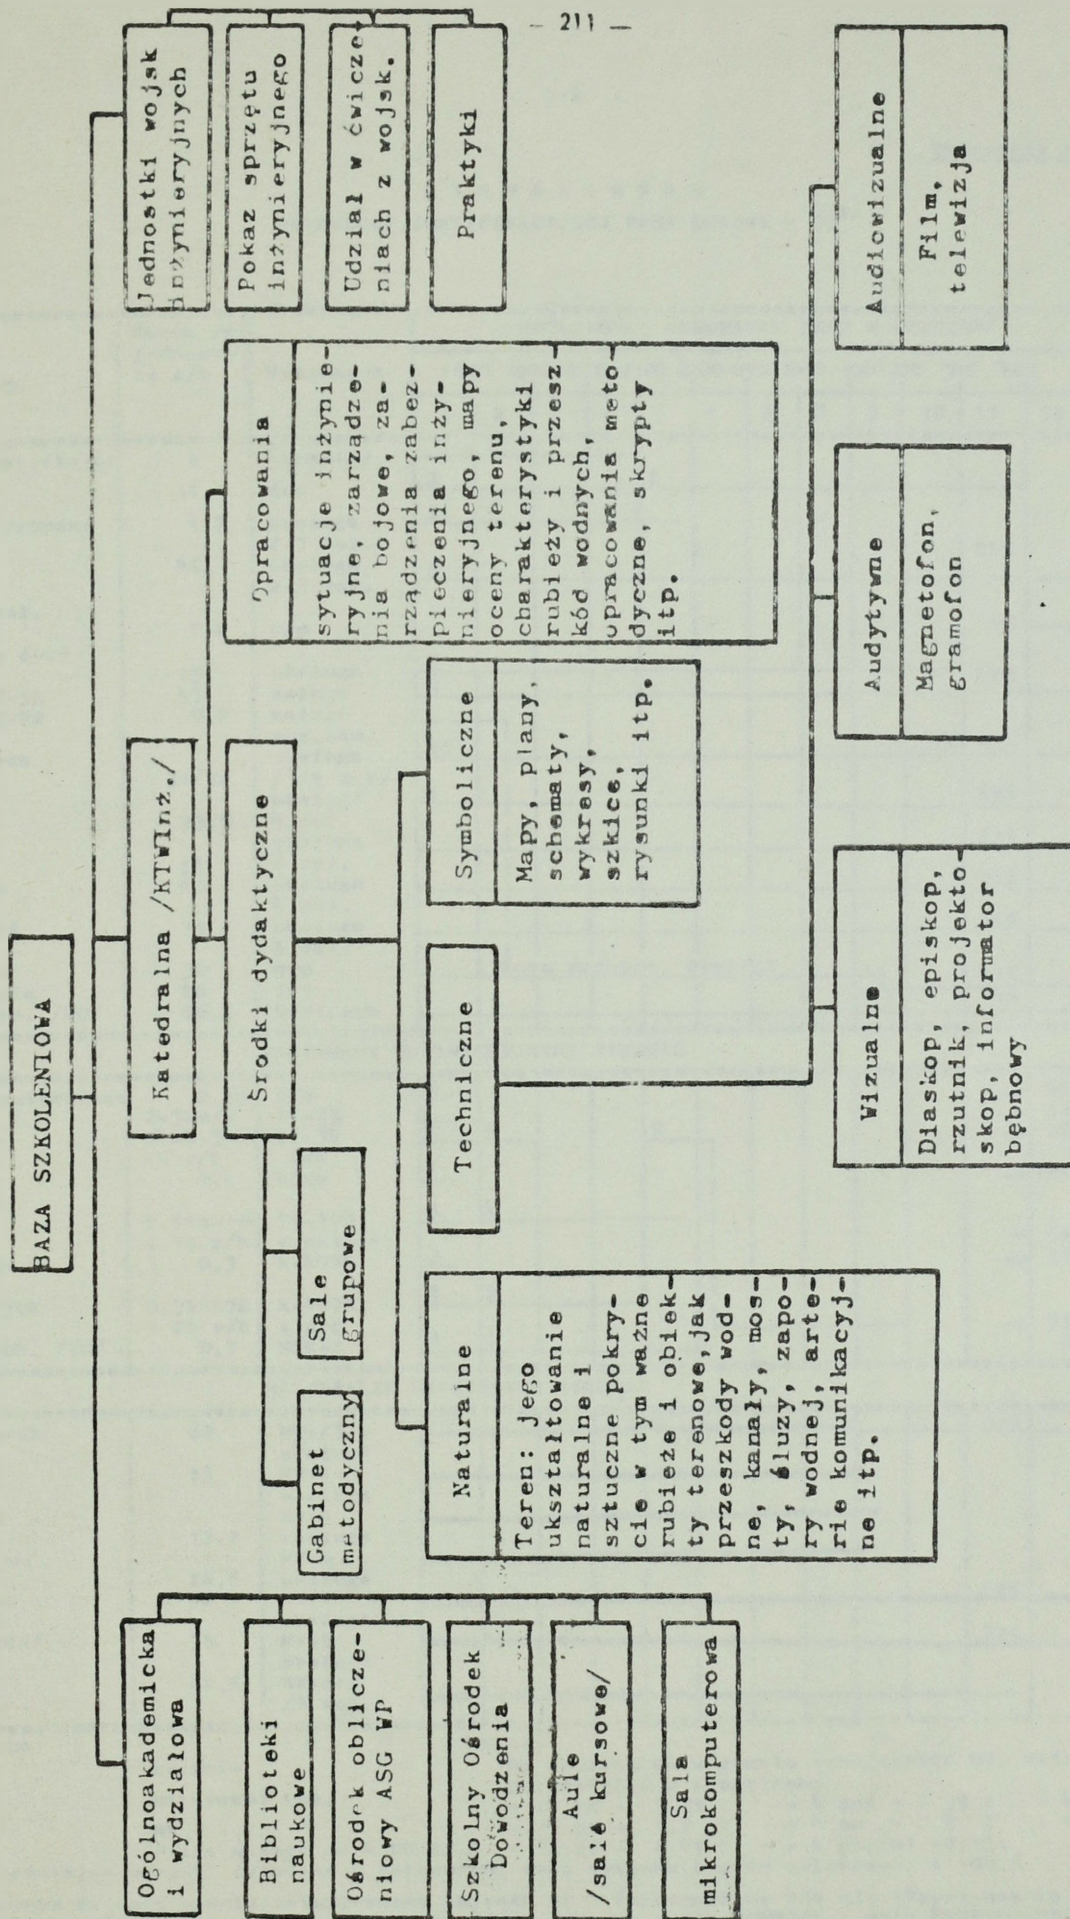 – 211 –
BAZA SZKOLENIOWA
Ogólnoakademicka
i wydziałowa
Biblioteki
naukowe
Ośrodek oblicze-
niowy ASG WP
Szkolny Ośrodek
Dowodzenia
Aule
/sale kursowe/
Sala
mikrokomputerowa
Katedralna /KTWInż./
Środki dydaktyczne
Gabinet
metodyczny
Sale
grupowe
Naturalne
Teren: jego
ukształtowanie
naturalne i
sztuczne pokry-
cie w tym ważne
rubieże i obiek-
ty terenowe,jak
przeszkody wod-
ne, kanały, mos-
ty, śluzy, zapo-
ry wodnej, arte-
rie komunikacyj-
ne itp.
Techniczne
Symboliczne
Mapy, plany,
schematy,
wykresy,
szkice,
rysunki itp.
Opracowania
sytuacje inżynie-
ryjne, zarządze-
nia bojowe, za-
rządzenia zabez-
pieczenia inży-
nieryjnego, mapy
oceny terenu,
charakterystyki
rubieży i przesz-
kód wodnych,
opracowania meto-
dyczne, skrypty
itp.
Wizualne
Diaskop, episkop,
rzutnik, projekto-
skop, informator
bębnowy
Audytywne
Magnetofon,
gramofon
Audiowizualne
Film,
telewizja
Jednostki wojsk
inżynieryjnych
Pokaz sprzętu
inżynieryjnego
Udział w ćwicze-
niach z wojsk.
Praktyki